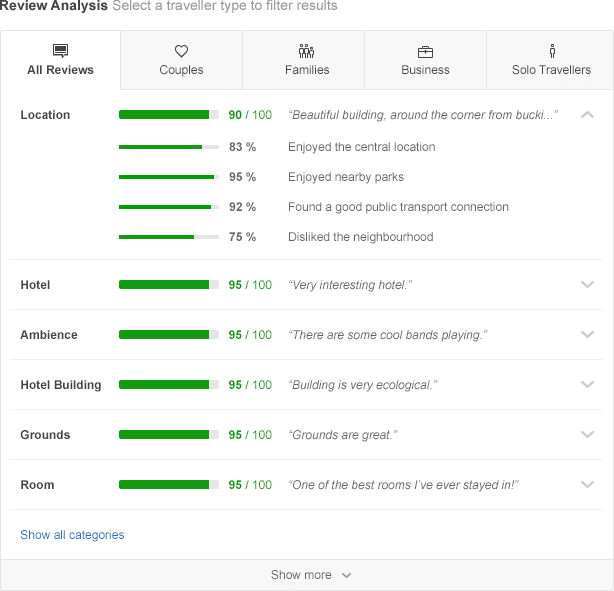 Review Analysis Select a traveller type to filter results
All Reviews Couples Families Business Solo Travellers
Location 90 / 100 “Beautiful building, around the corner from bucki...”
83 % Enjoyed the central location
95 % Enjoyed nearby parks
92 % Found a good public transport connection
75 % Disliked the neighbourhood
Hotel 95 / 100 “Very interesting hotel.”
Ambience 95 / 100 “There are some cool bands playing.”
Hotel Building 95 / 100 “Building is very ecological.”
Grounds 95 / 100 “Grounds are great.”
Room 95 / 100 “One of the best rooms I’ve ever stayed in!”
Show all categories
Show more